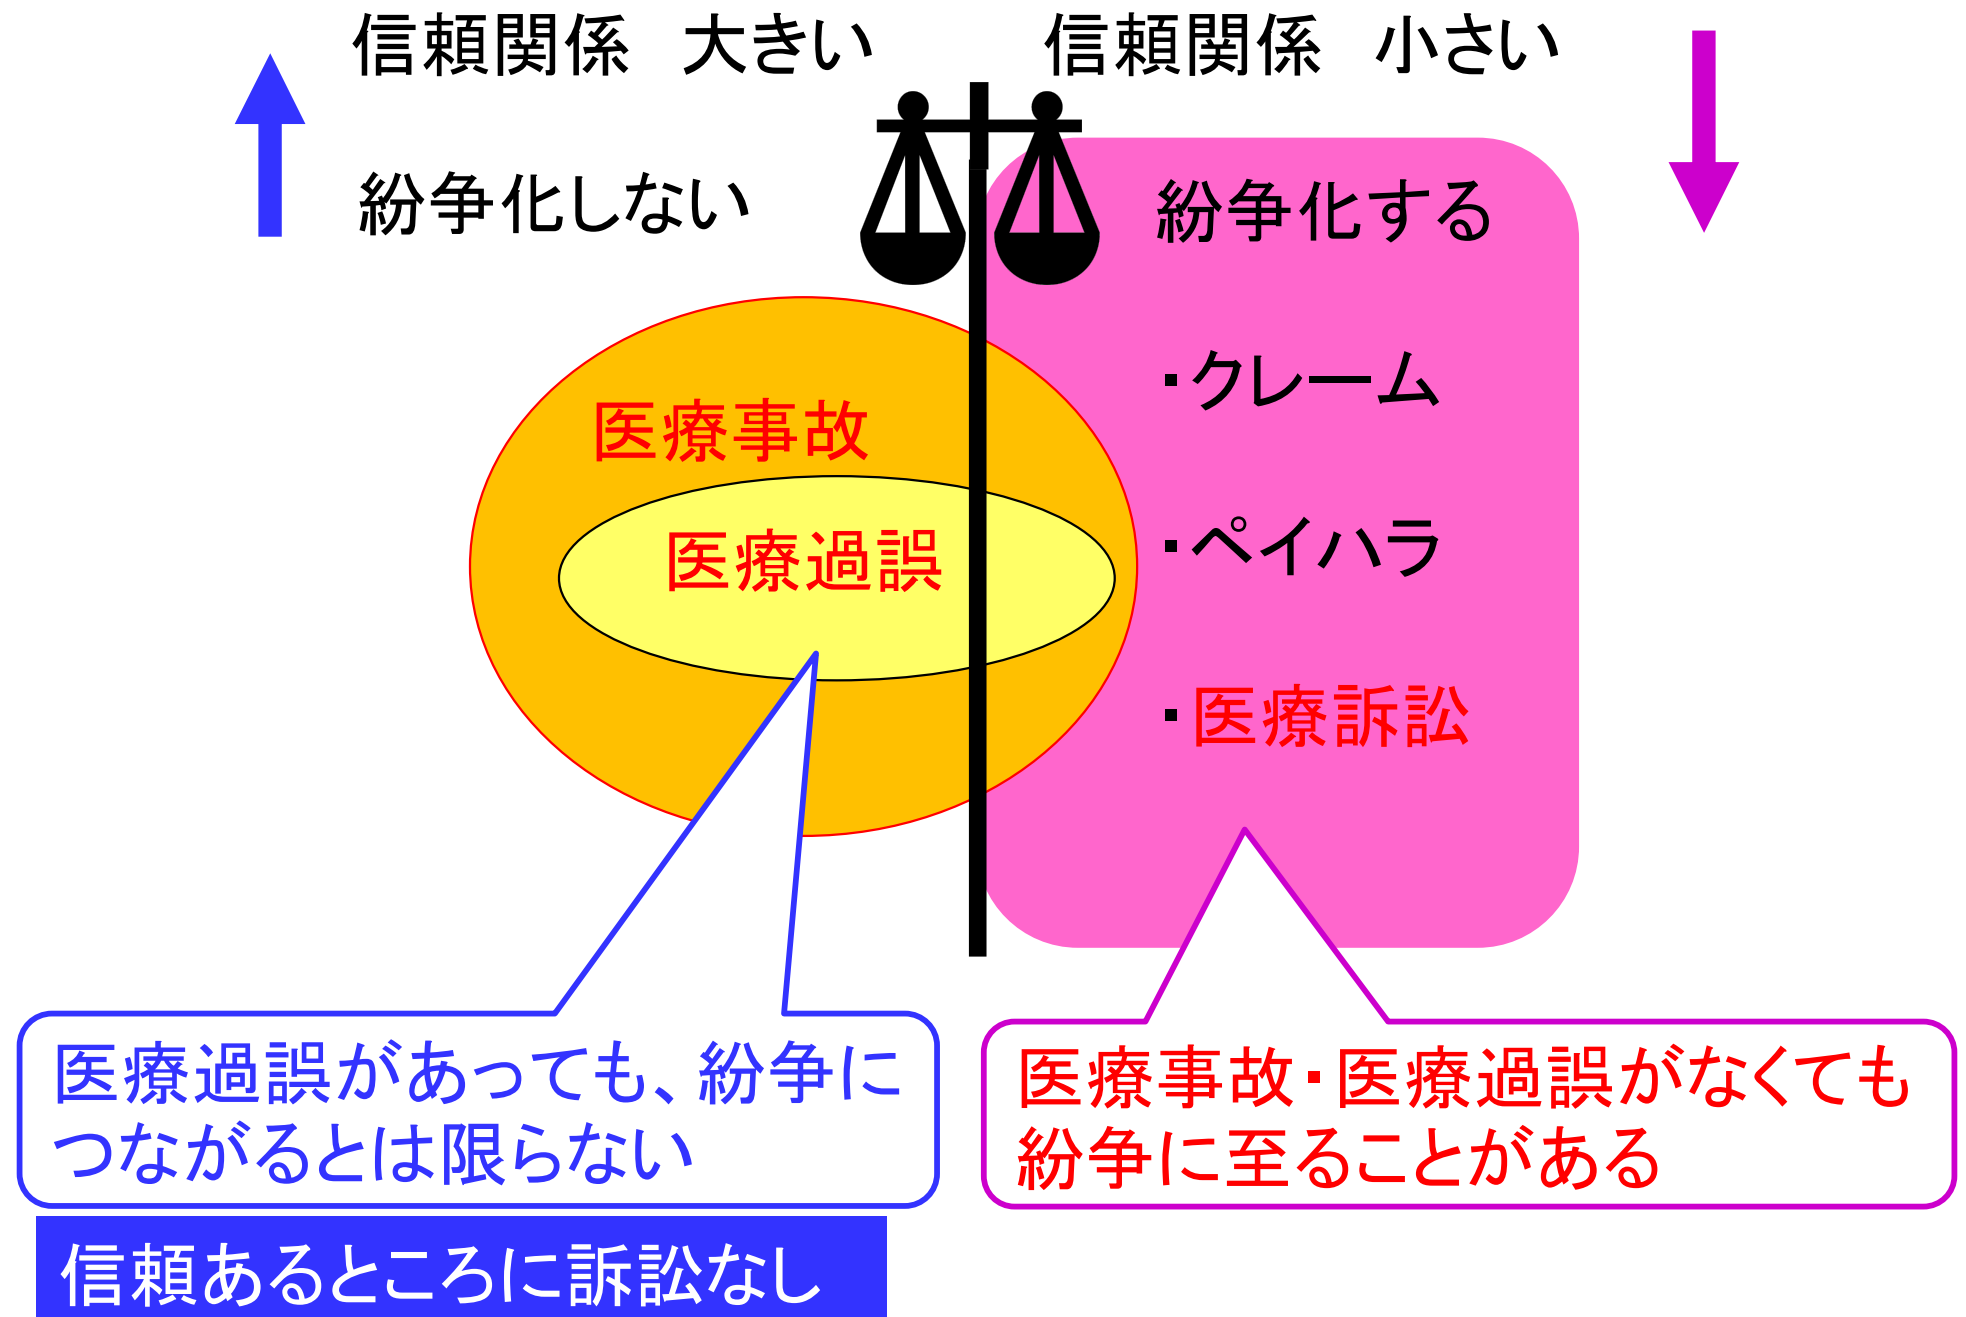 信頼関係　大きい
信頼関係　小さい
紛争化しない
紛争化する
・クレーム
・ペイハラ
・医療訴訟
医療事故
医療過誤
医療過誤があっても、紛争に
つながるとは限らない
医療事故・医療過誤がなくても
紛争に至ることがある
信頼あるところに訴訟なし